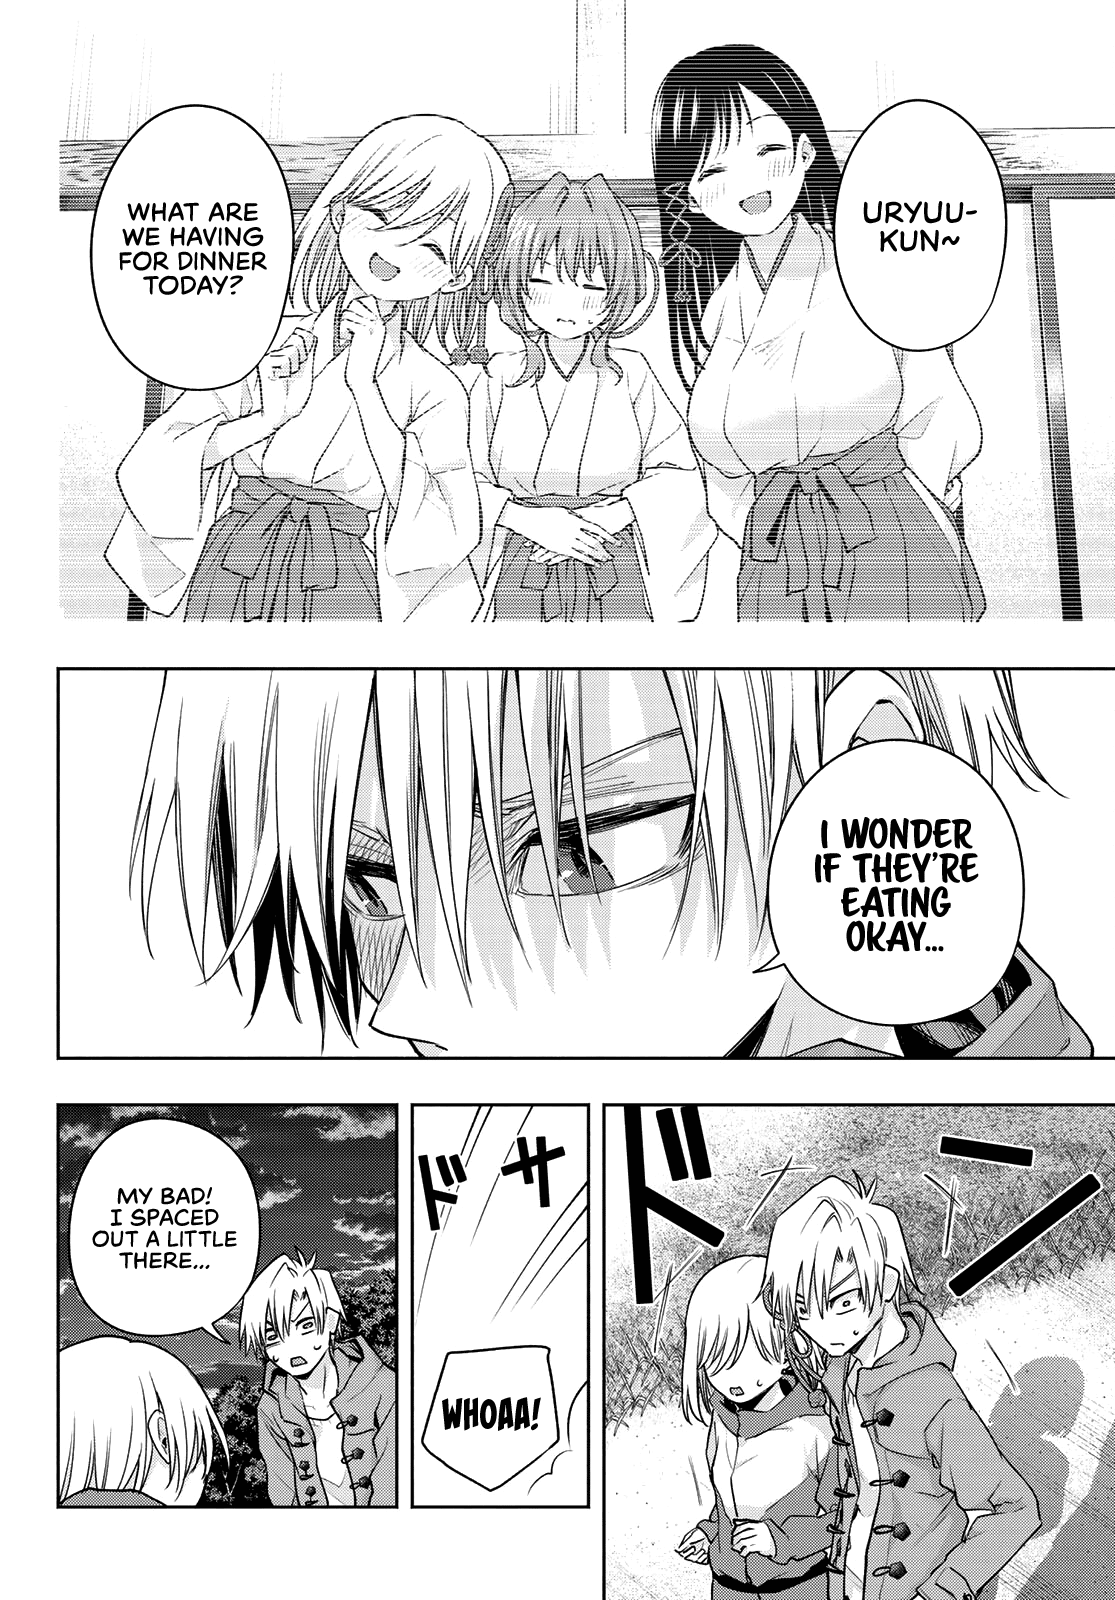 URYUU-
KUN~
WHAT ARE
WE HAVING
FOR DINNER
TODAY?
I WONDER
IF THEY'RE
EATING
OKAY...
ドン
ドサ
WHOAA!
MY BAD!
I SPACED
OUT A LITTLE
THERE...